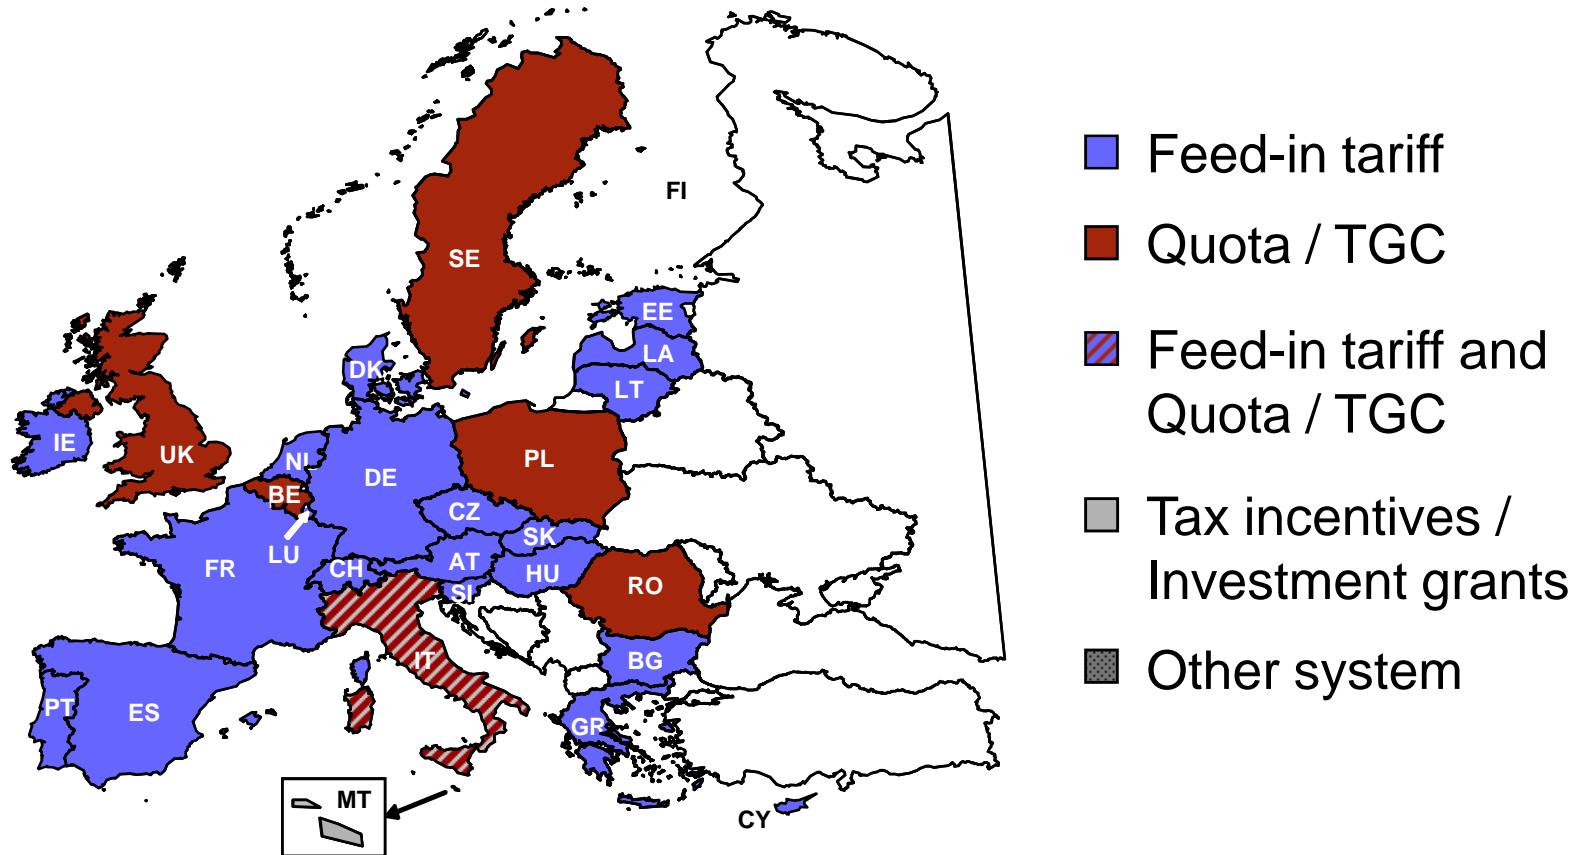 FI
SE
EE
LA
DK
LT
IE
UK
NL
PL
DE
BE
CZ
SK
LU
AT
FR
CH
HU
RO
SI
IT
BG
PT
ES
GR
MT
CY
Feed-in tariff
Quota / TGC
Feed-in tariff and
Quota / TGC
Tax incentives /
Investment grants
Other system